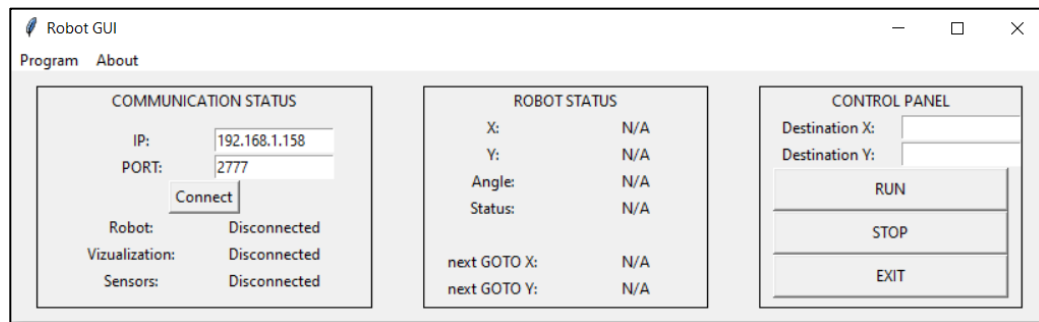 Robot GUI
Program About
COMMUNICATION STATUS
IP: 192.168.1.158
PORT: 2777
Connect
Robot: Disconnected
Vizualization: Disconnected
Sensors: Disconnected
ROBOT STATUS
X: N/A
Y: N/A
Angle: N/A
Status: N/A
next GOTO X: N/A
next GOTO Y: N/A
CONTROL PANEL
Destination X:
Destination Y:
RUN
STOP
EXIT